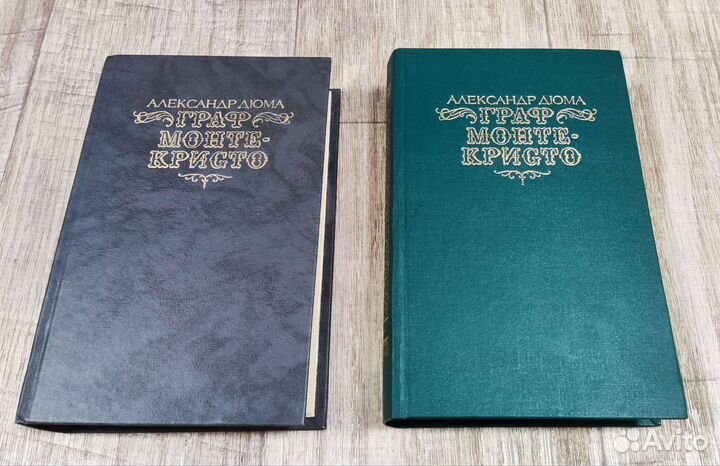 АЛЕКСАНДР ДЮМА
ГРАФ
МОНТЕ-
КРИСТО
АЛЕКСАНДР ДЮМА
ГРАФ
МОНТЕ-
КРИСТО
Avito